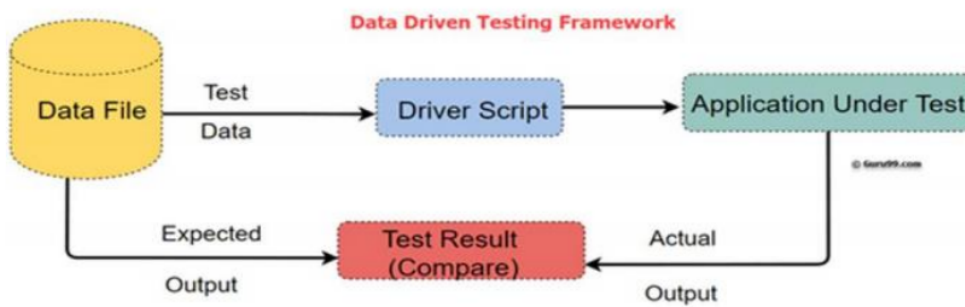 Data Driven Testing Framework
Data File
Test
Data
Driver Script
Application Under Test
© Guru99.com
Expected
Output
Test Result
(Compare)
Actual
Output